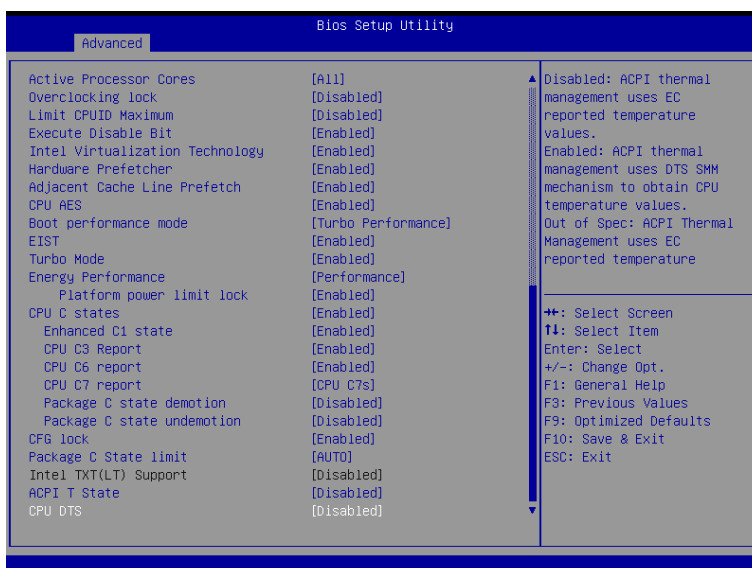 Bios Setup Utility
Advanced
Active Processor Cores [All]
Overclocking lock [Disabled]
Limit CPUID Maximum [Disabled]
Execute Disable Bit [Enabled]
Intel Virtualization Technology [Enabled]
Hardware Prefetcher [Enabled]
Adjacent Cache Line Prefetch [Enabled]
CPU AES [Enabled]
Boot performance mode [Turbo Performance]
EIST [Enabled]
Turbo Mode [Enabled]
Energy Performance [Performance]
Platform power limit lock [Enabled]
CPU C states [Enabled]
Enhanced C1 state [Enabled]
CPU C3 Report [Enabled]
CPU C6 report [Enabled]
CPU C7 report [CPU C7s]
Package C state demotion [Disabled]
Package C state undemotion [Disabled]
CFG lock [Enabled]
Package C State limit [AUTO]
Intel TXT(LT) Support [Disabled]
ACPI T State [Disabled]
CPU DTS [Disabled]
Disabled: ACPI thermal
management uses EC
reported temperature
values.
Enabled: ACPI thermal
management uses DTS SMM
mechanism to obtain CPU
temperature values.
Out of Spec: ACPI Thermal
Management uses EC
reported temperature
→←: Select Screen
↑↓: Select Item
Enter: Select
+/-: Change Opt.
F1: General Help
F3: Previous Values
F9: Optimized Defaults
F10: Save & Exit
ESC: Exit